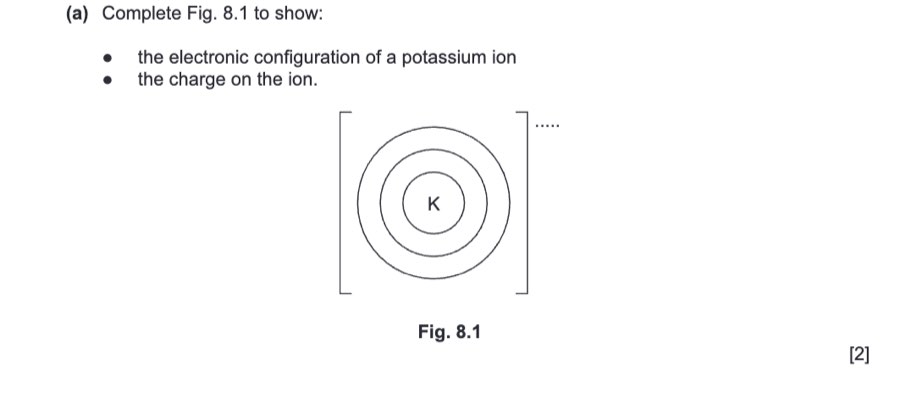 (a) Complete Fig. 8.1 to show:
• the electronic configuration of a potassium ion
• the charge on the ion.
.....
K
Fig. 8.1
[2]